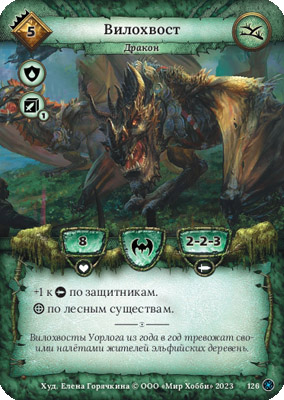 5
Вилохвост
Дракон
1
8
2-2-3
+1 к по защитникам.
по лесным существам.
Вилохвосты Уорлога из года в год тревожат сво-
ими налётами жителей эльфийских деревень.
Худ. Елена Горячкина © ООО «Мир Хобби» 2023 126